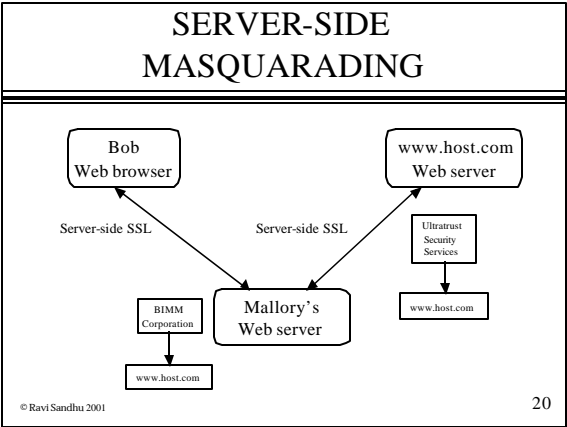 SERVER-SIDE
MASQUARADING
Bob
Web browser
www.host.com
Web server
Server-side SSL
Server-side SSL
Ultratrust
Security
Services
www.host.com
BIMM
Corporation
www.host.com
Mallory's
Web server
© Ravi Sandhu 2001
20